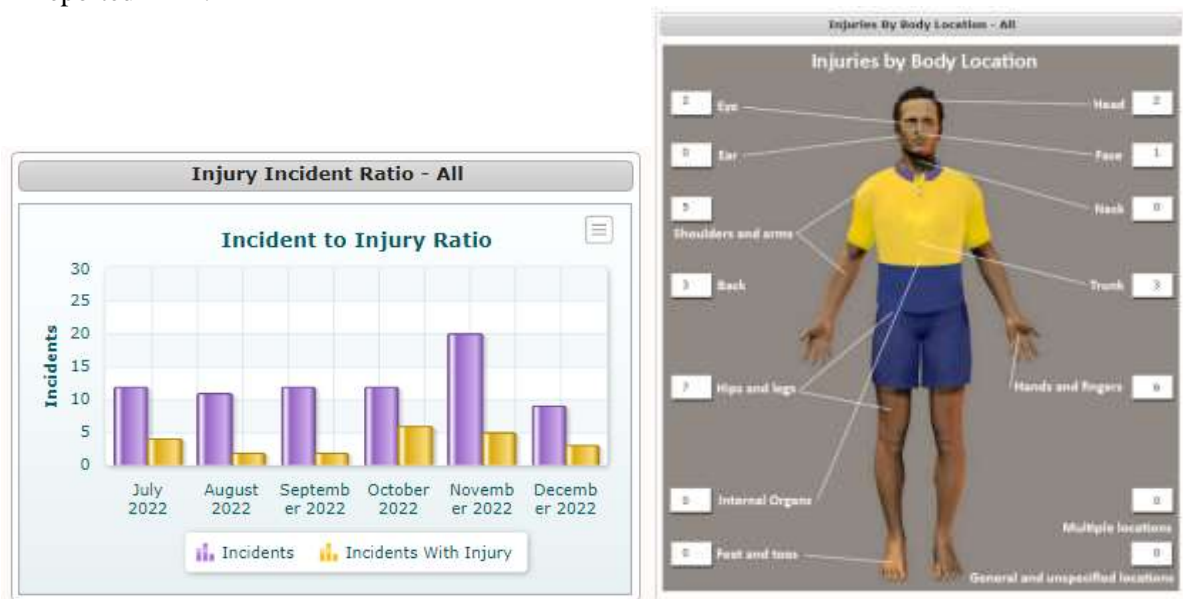 Injury Incident Ratio - All
Incident to Injury Ratio
Incidents
30
25
20
15
10
5
0
July
2022
August
2022
Septemb
er 2022
October
2022
Novemb
er 2022
Decemb
er 2022
Incidents
Incidents With Injury
Injuries By Body Location - All
Injuries by Body Location
2 Eye
Head 2
0 Ear
Face 1
5
Shoulders and arms
Neck 0
3 Back
Trunk 3
7 Hips and legs
Hands and fingers 6
0 Internal Organs
0
Multiple locations
0 Feet and toes
0
General and unspecified locations